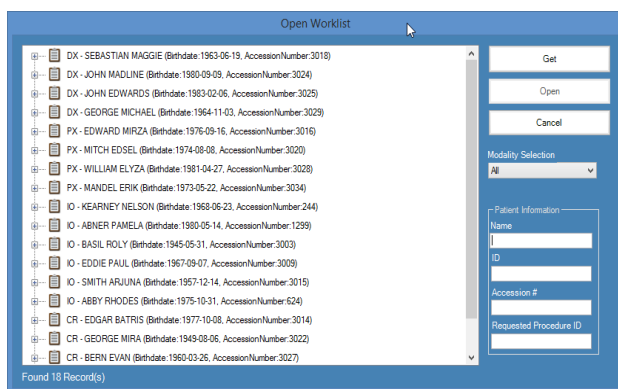 Open Worklist
DX - SEBASTIAN MAGGIE (Birthdate:1963-06-19, AccessionNumber:3018)
DX - JOHN MADLINE (Birthdate:1980-09-09, AccessionNumber:3024)
DX - JOHN EDWARDS (Birthdate:1983-02-06, AccessionNumber:3025)
DX - GEORGE MICHAEL (Birthdate:1964-11-03, AccessionNumber:3029)
PX - EDWARD MIRZA (Birthdate:1976-09-16, AccessionNumber:3016)
PX - MITCH EDSEL (Birthdate:1974-08-08, AccessionNumber:3020)
PX - WILLIAM ELYZA (Birthdate:1981-04-27, AccessionNumber:3028)
PX - MANDEL ERIK (Birthdate:1973-05-22, AccessionNumber:3034)
IO - KEARNEY NELSON (Birthdate:1968-06-23, AccessionNumber:244)
IO - ABNER PAMELA (Birthdate:1980-05-14, AccessionNumber:1299)
IO - BASIL ROLY (Birthdate:1945-05-31, AccessionNumber:3003)
IO - EDDIE PAUL (Birthdate:1967-09-07, AccessionNumber:3009)
IO - SMITH ARJUNA (Birthdate:1957-12-14, AccessionNumber:3015)
IO - ABBY RHODES (Birthdate:1975-10-31, AccessionNumber:624)
CR - EDGAR BATRIS (Birthdate:1977-10-08, AccessionNumber:3014)
CR - GEORGE MIRA (Birthdate:1949-08-06, AccessionNumber:3022)
CR - BERN EVAN (Birthdate:1960-03-26, AccessionNumber:3027)
Found 18 Record(s)
Get
Open
Cancel
Modality Selection
All
Patient Information
Name
ID
Accession #
Requested Procedure ID